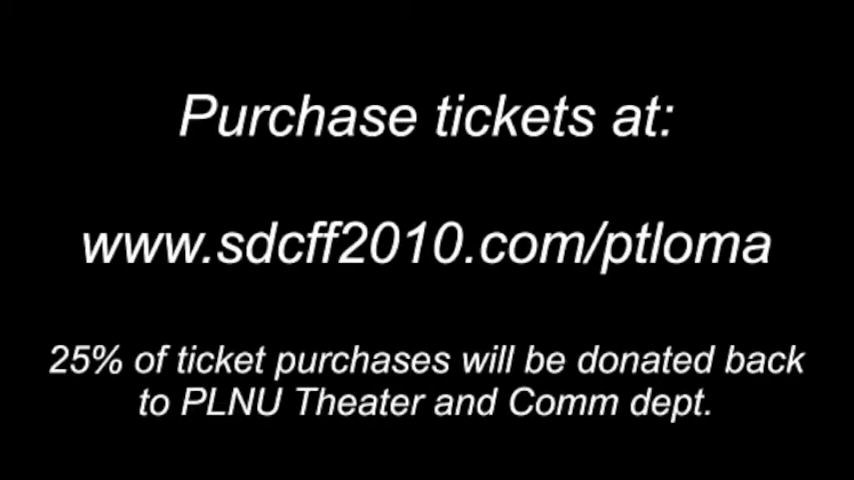 Purchase tickets at:
www.sdcff2010.com/ptloma
25% of ticket purchases will be donated back
to PLNU Theater and Comm dept.